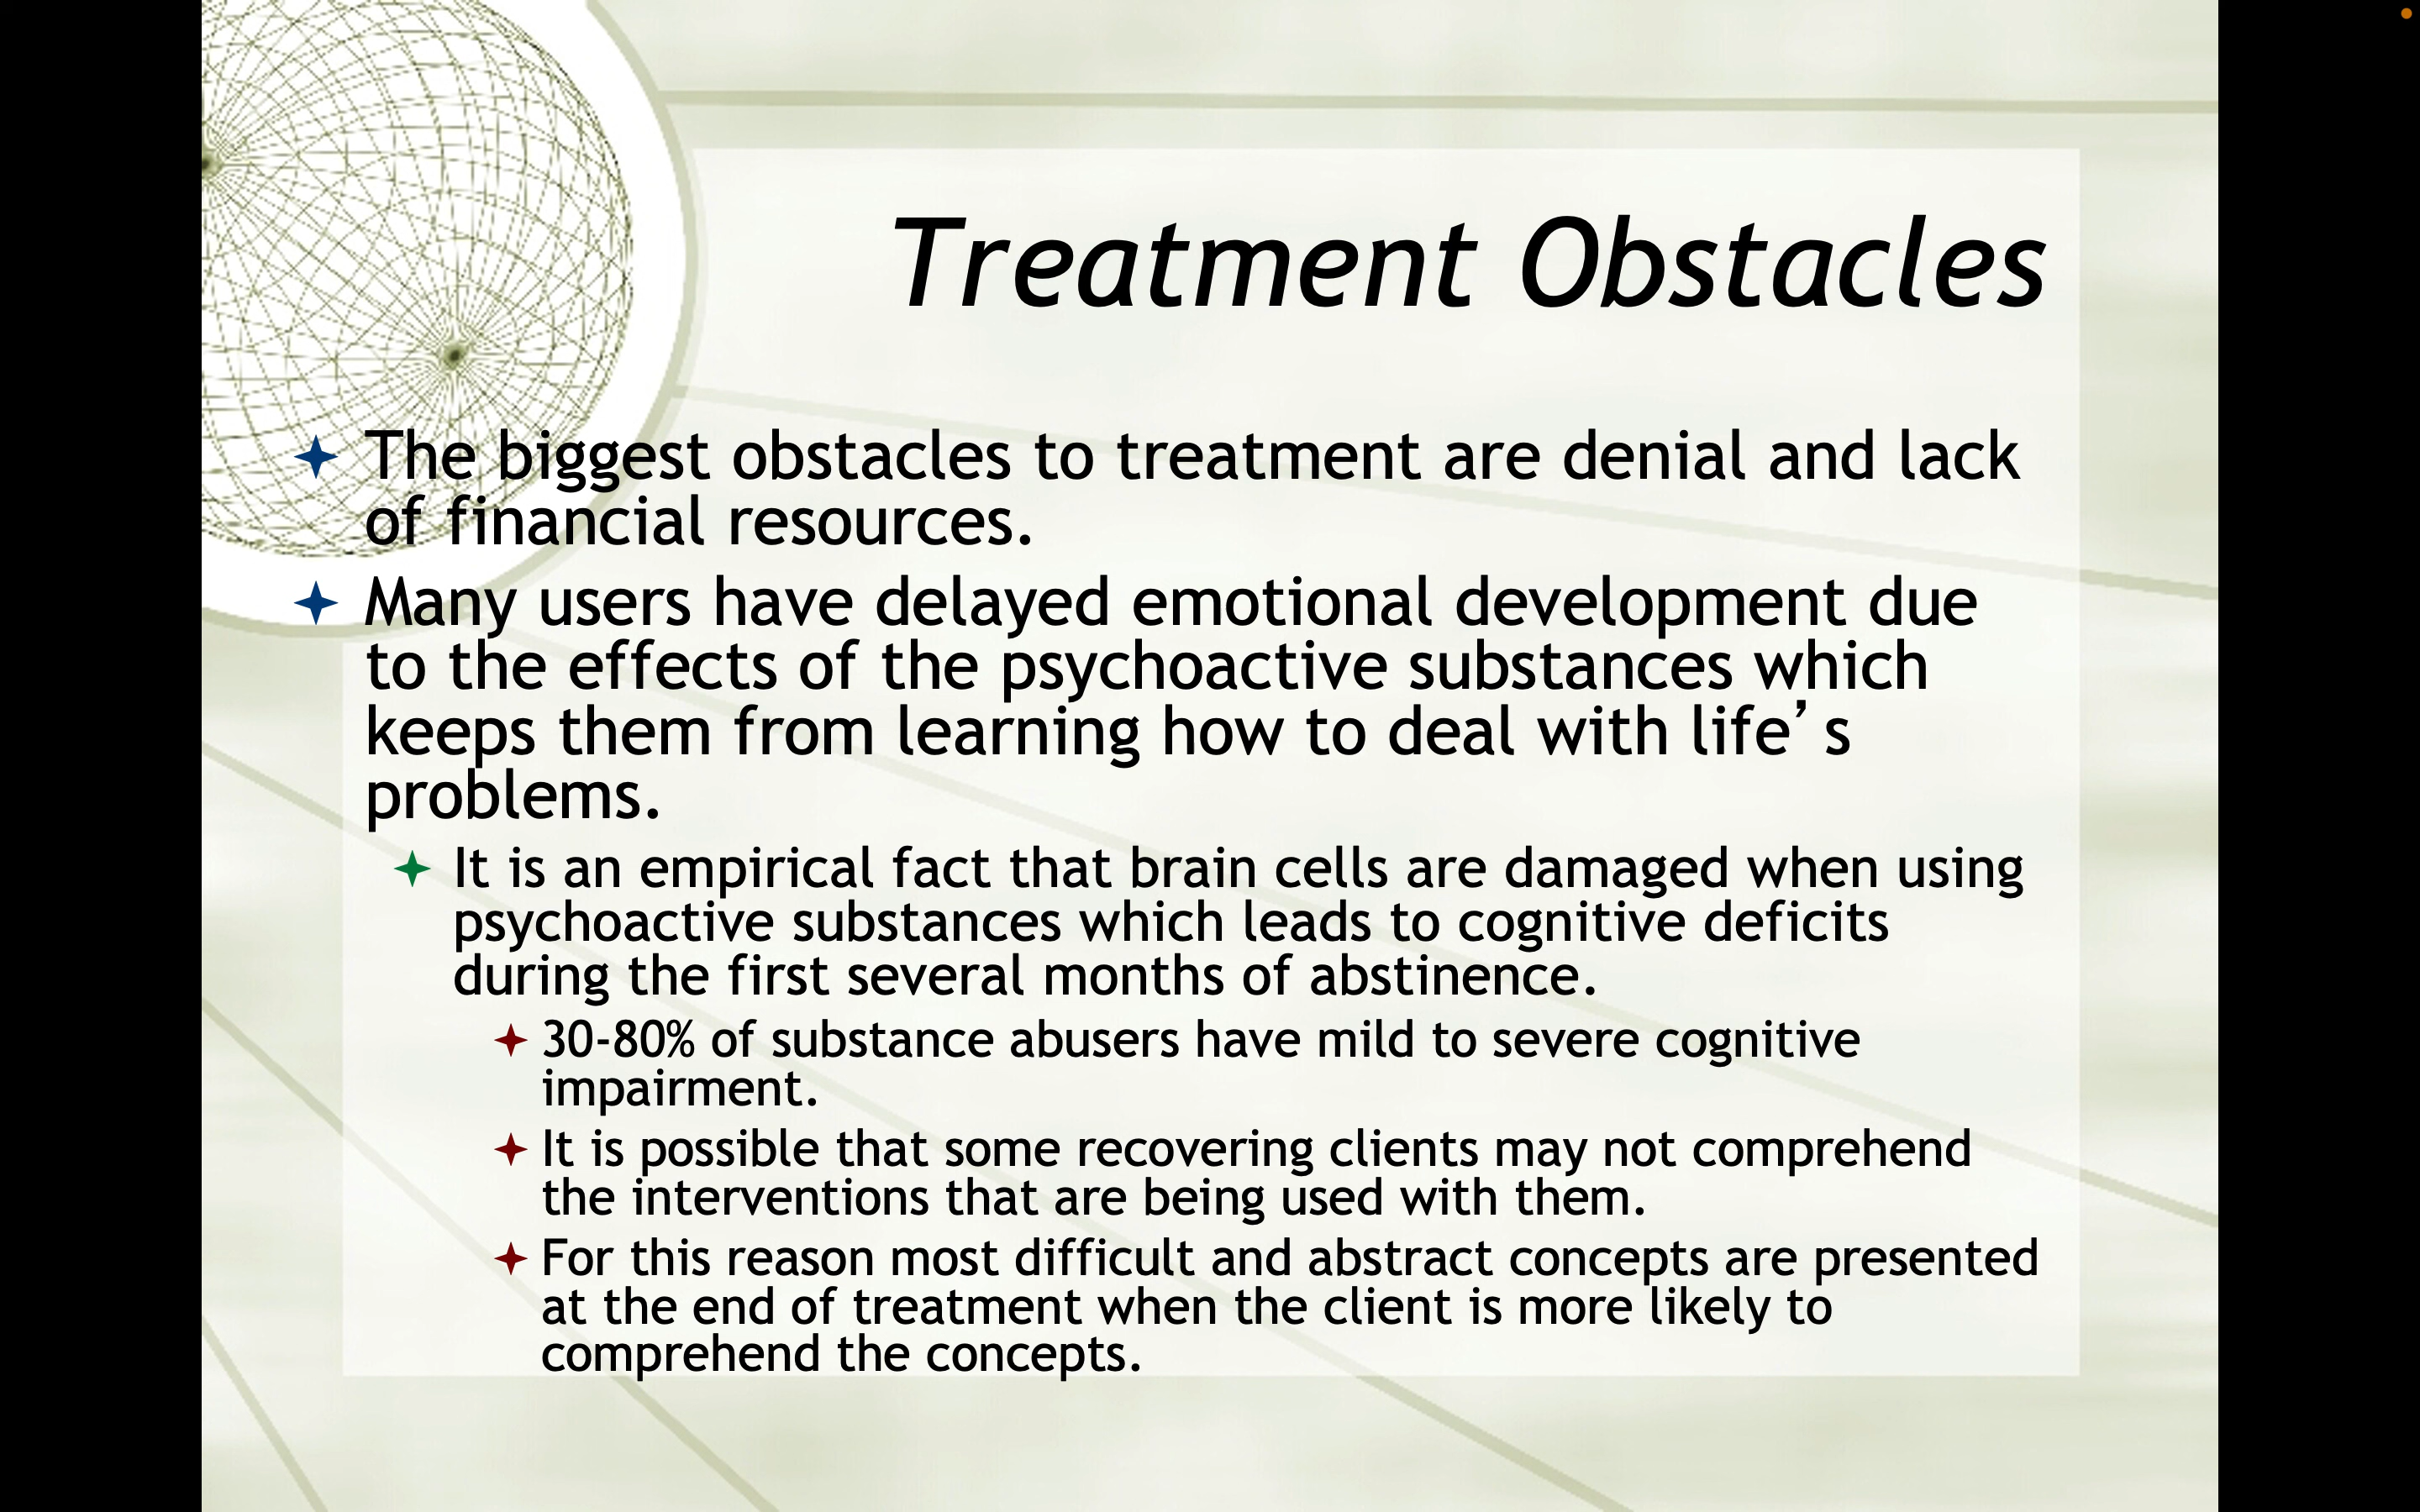 Treatment Obstacles
The biggest obstacles to treatment are denial and lack
of financial resources.
Many users have delayed emotional development due
to the effects of the psychoactive substances which
keeps them from learning how to deal with life’s
problems.
It is an empirical fact that brain cells are damaged when using
psychoactive substances which leads to cognitive deficits
during the first several months of abstinence.
30-80% of substance abusers have mild to severe cognitive
impairment.
It is possible that some recovering clients may not comprehend
the interventions that are being used with them.
For this reason most difficult and abstract concepts are presented
at the end of treatment when the client is more likely to
comprehend the concepts.